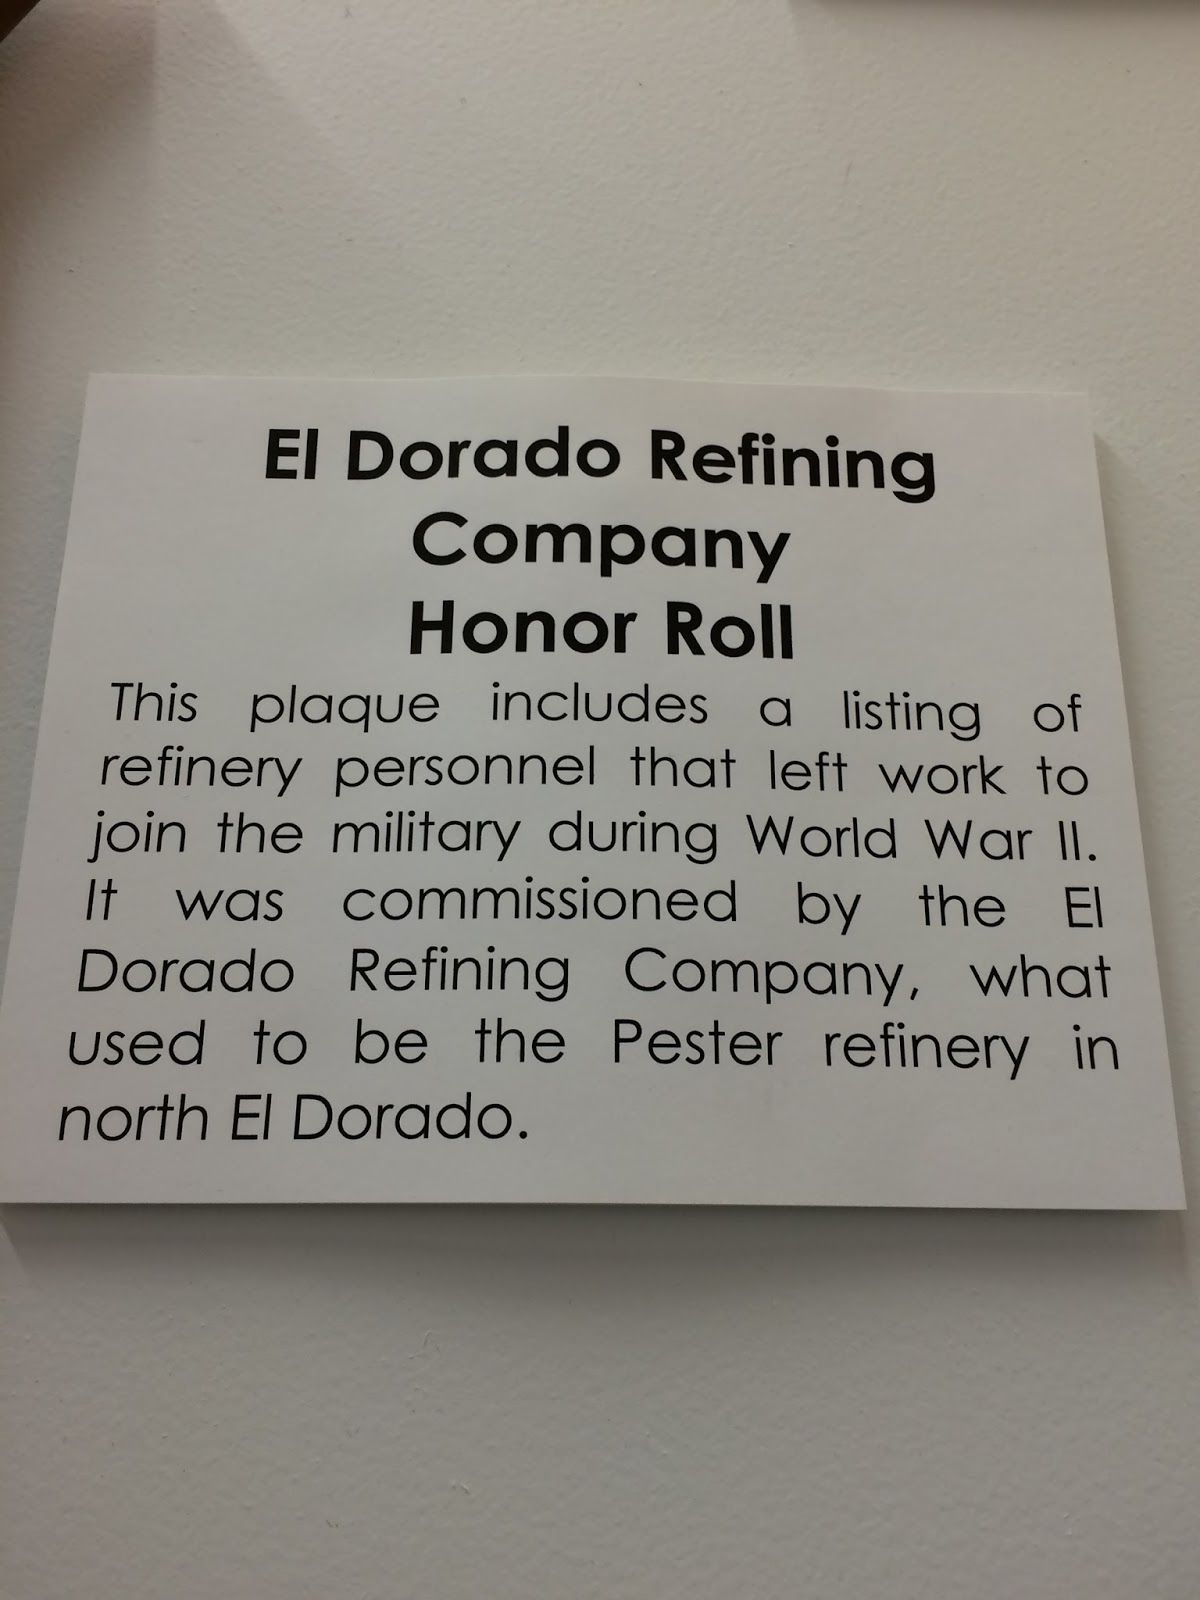 El Dorado Refining
Company
Honor Roll
This plaque includes a listing of
refinery personnel that left work to
join the military during World War II.
It was commissioned by the El
Dorado Refining Company, what
used to be the Pester refinery in
north El Dorado.